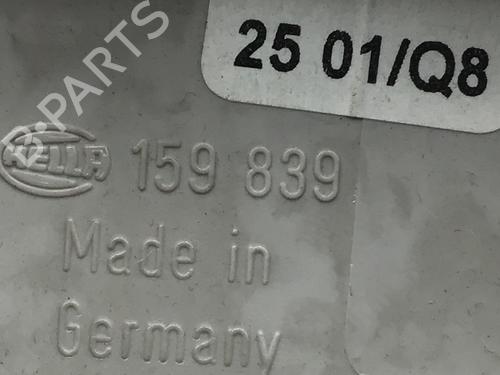 25 01/Q8
B-PARTS
HELLA 159 839
Made in
Germany